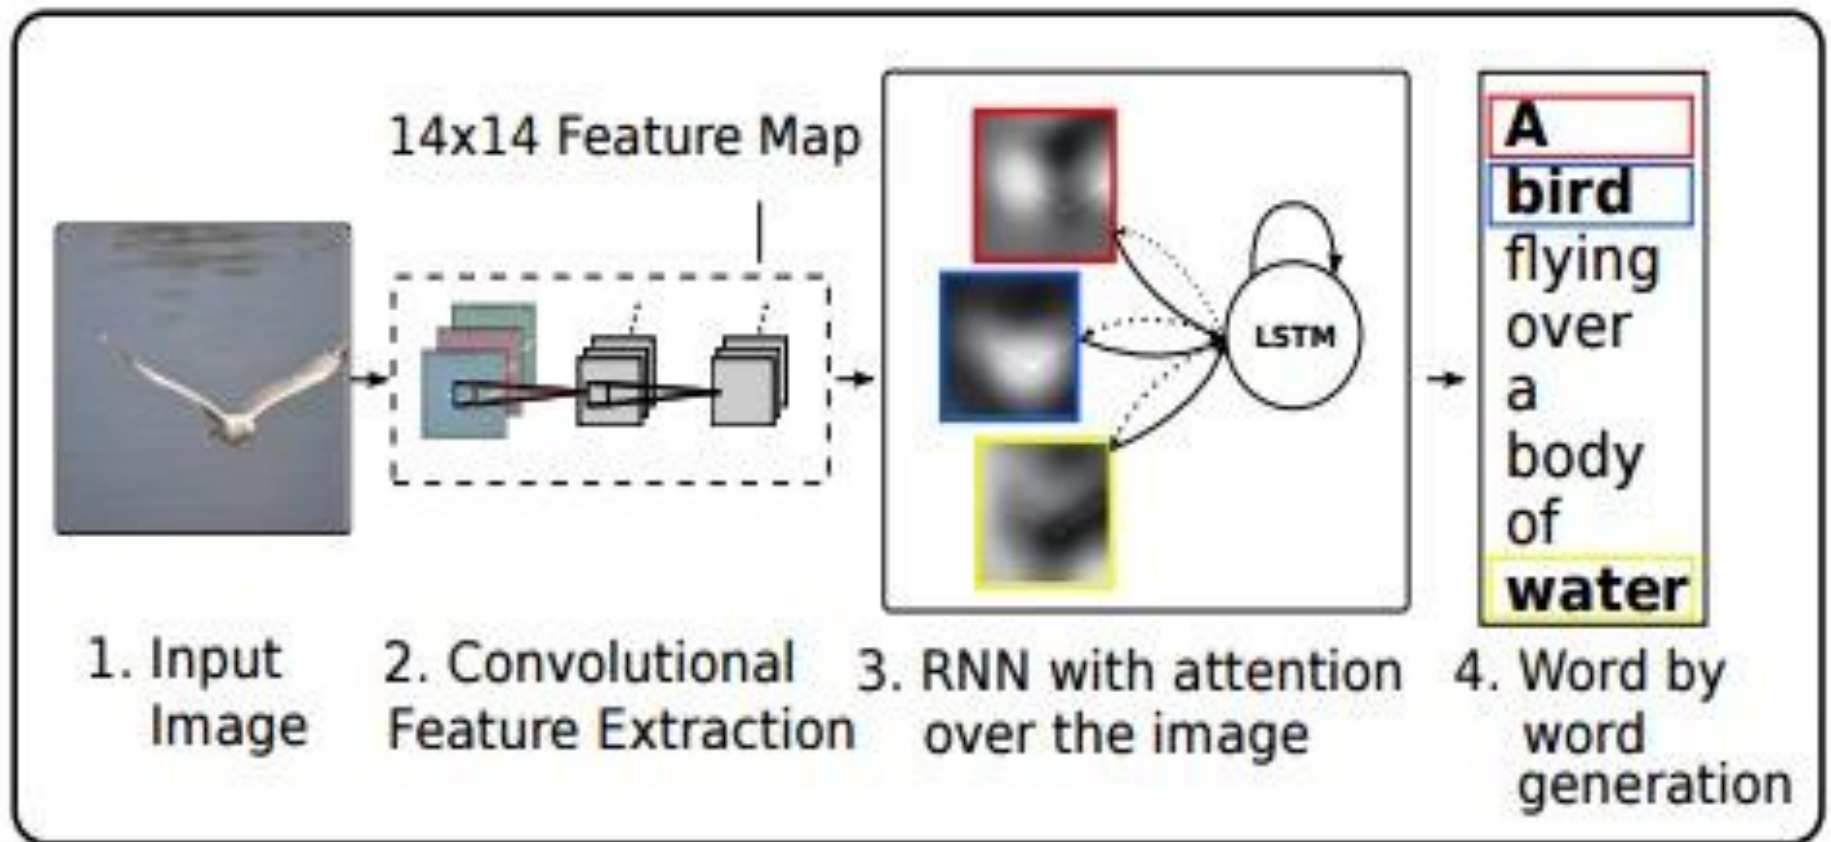 14x14 Feature Map
LSTM
A
bird
flying
over
a
body
of
water
1. Input
Image
2. Convolutional
Feature Extraction
3. RNN with attention
over the image
4. Word by
word
generation